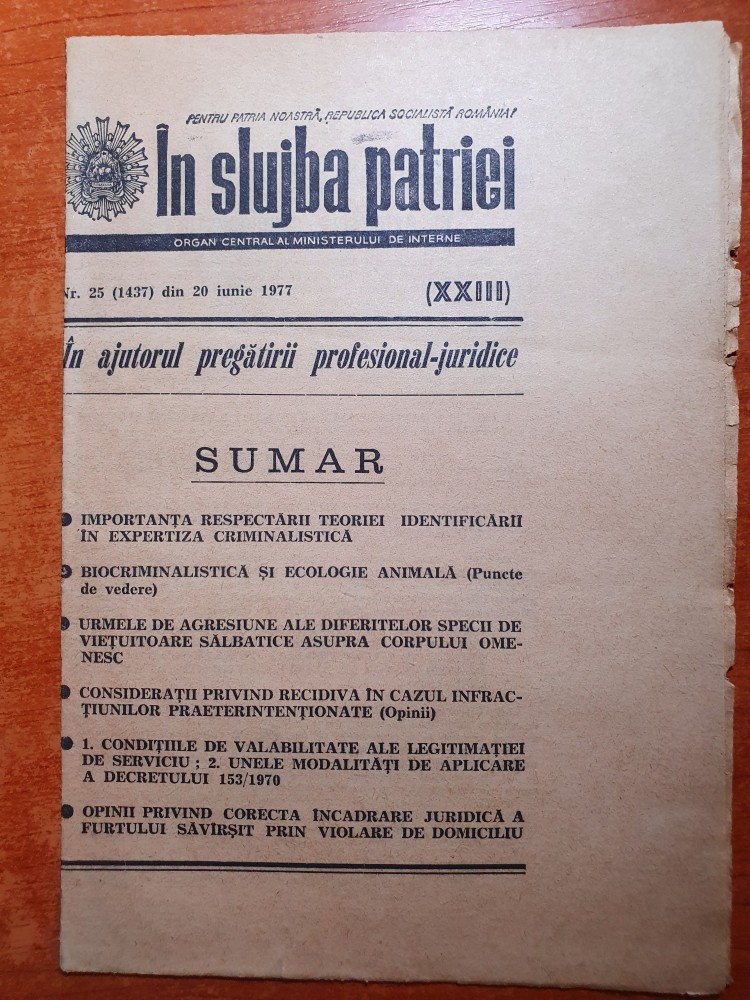 PENTRU PATRIA NOASTRĂ, REPUBLICA SOCIALISTĂ ROMÂNIA!
În slujba patriei
ORGAN CENTRAL AL MINISTERULUI DE INTERNE
Nr. 25 (1437) din 20 iunie 1977
(XXIII)
În ajutorul pregătirii profesional-juridice
SUMAR
● IMPORTANȚA RESPECTĂRII TEORIEI IDENTIFICĂRII
ÎN EXPERTIZA CRIMINALISTICĂ
● BIOCRIMINALISTICĂ ȘI ECOLOGIE ANIMALĂ (Puncte
de vedere)
● URMELE DE AGRESIUNE ALE DIFERITELOR SPECII DE
VIEȚUITOARE SĂLBATICE ASUPRA CORPULUI OME-
NESC
● CONSIDERAȚII PRIVIND RECIDIVA ÎN CAZUL INFRAC-
ȚIUNILOR PRAETERINTENȚIONATE (Opinii)
● 1. CONDIȚIILE DE VALABILITATE ALE LEGITIMAȚIEI
DE SERVICIU ; 2. UNELE MODALITĂȚI DE APLICARE
A DECRETULUI 153/1970
● OPINII PRIVIND CORECTA ÎNCADRARE JURIDICĂ A
FURTULUI SĂVÎRȘIT PRIN VIOLARE DE DOMICILIU